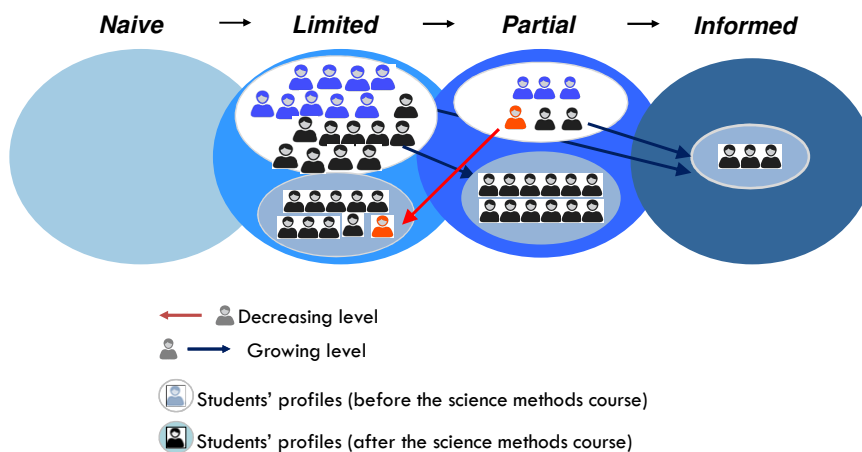 Naive → Limited → Partial → Informed
Decreasing level
Growing level
Students' profiles (before the science methods course)
Students' profiles (after the science methods course)